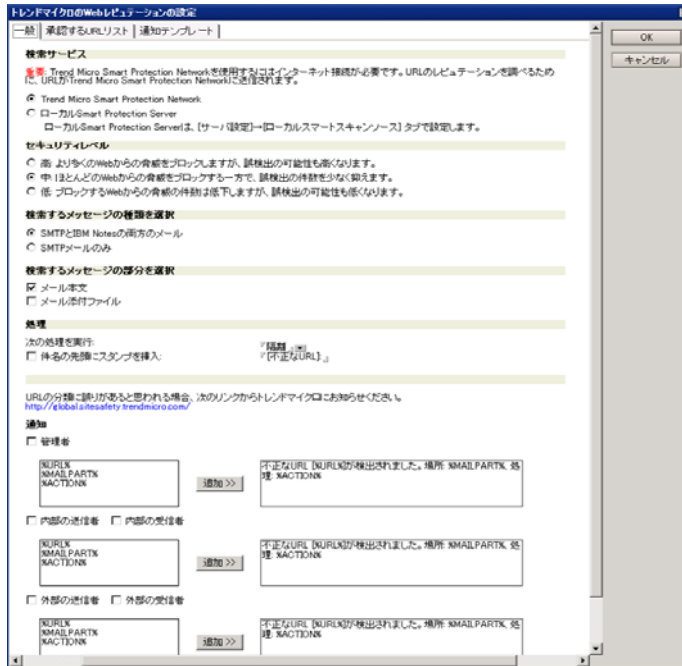 トレンドマイクロのWebレピュテーションの設定
一般 | 承認するURLリスト | 通知テンプレート |
OK
キャンセル
検索サービス
重要: Trend Micro Smart Protection Networkを使用するにはインターネット接続が必要です。URLのレピュテーションを調べるため
に、URLがTrend Micro Smart Protection Networkに送信されます。
Trend Micro Smart Protection Network
ローカルSmart Protection Server
ローカルSmart Protection Serverは、[サーバ設定]→[ローカルスマートスキャンソース] タブで設定します。
セキュリティレベル
高: より多くのWebからの脅威をブロックしますが、誤検出の可能性も高くなります。
中: ほとんどのWebからの脅威をブロックする一方で、誤検出の件数を少なく抑えます。
低: ブロックするWebからの脅威の件数は低下しますが、誤検出の可能性も低くなります。
検索するメッセージの種類を選択
SMTPとIBM Notesの両方のメール
SMTPメールのみ
検索するメッセージの部分を選択
メール本文
メール添付ファイル
処理
次の処理を実行:
『隔離』
件名の先頭にスタンプを挿入:
『[不正なURL] 』
URLの分類に誤りがあると思われる場合、次のリンクからトレンドマイクロにお知らせください。
http://global.sitesafety.trendmicro.com/
通知
管理者
%URL%
%MAILPART%
%ACTION%
追加 >>
不正なURL [%URL%]が検出されました。場所: %MAILPART%, 処
理: %ACTION%
内部の送信者 内部の受信者
%URL%
%MAILPART%
%ACTION%
追加 >>
不正なURL [%URL%]が検出されました。場所: %MAILPART%, 処
理: %ACTION%
外部の送信者 外部の受信者
%URL%
%MAILPART%
%ACTION%
追加 >>
不正なURL [%URL%]が検出されました。場所: %MAILPART%, 処
理: %ACTION%